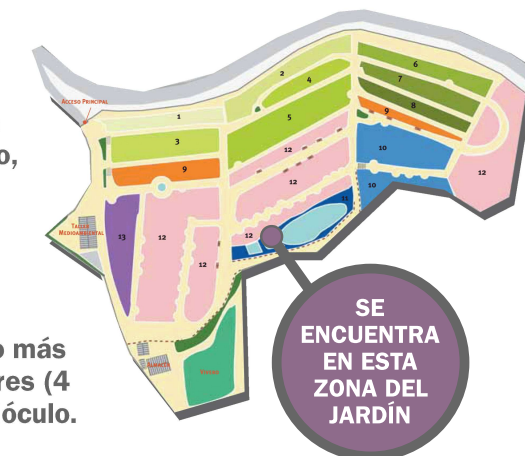 Acceso Principal
2
4
6
7
8
1
5
9
3
12
10
9
12
10
12
11
13
12
12
12
Taller
Medioambiental
o,
SE
ENCUENTRA
EN ESTA
ZONA DEL
JARDÍN
o más
res (4
óculo.